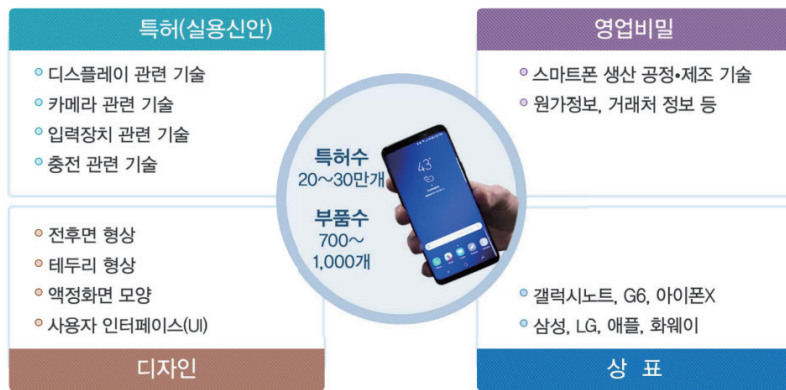 특허(실용신안)
디스플레이 관련 기술
카메라 관련 기술
입력장치 관련 기술
충전 관련 기술
영업비밀
스마트폰 생산 공정•제조 기술
원가정보, 거래처 정보 등
특허수
20~30만개
부품수
700~
1,000개
43°
전후면 형상
테두리 형상
액정화면 모양
사용자 인터페이스(UI)
디자인
갤럭시노트, G6, 아이폰X
삼성, LG, 애플, 화웨이
상 표